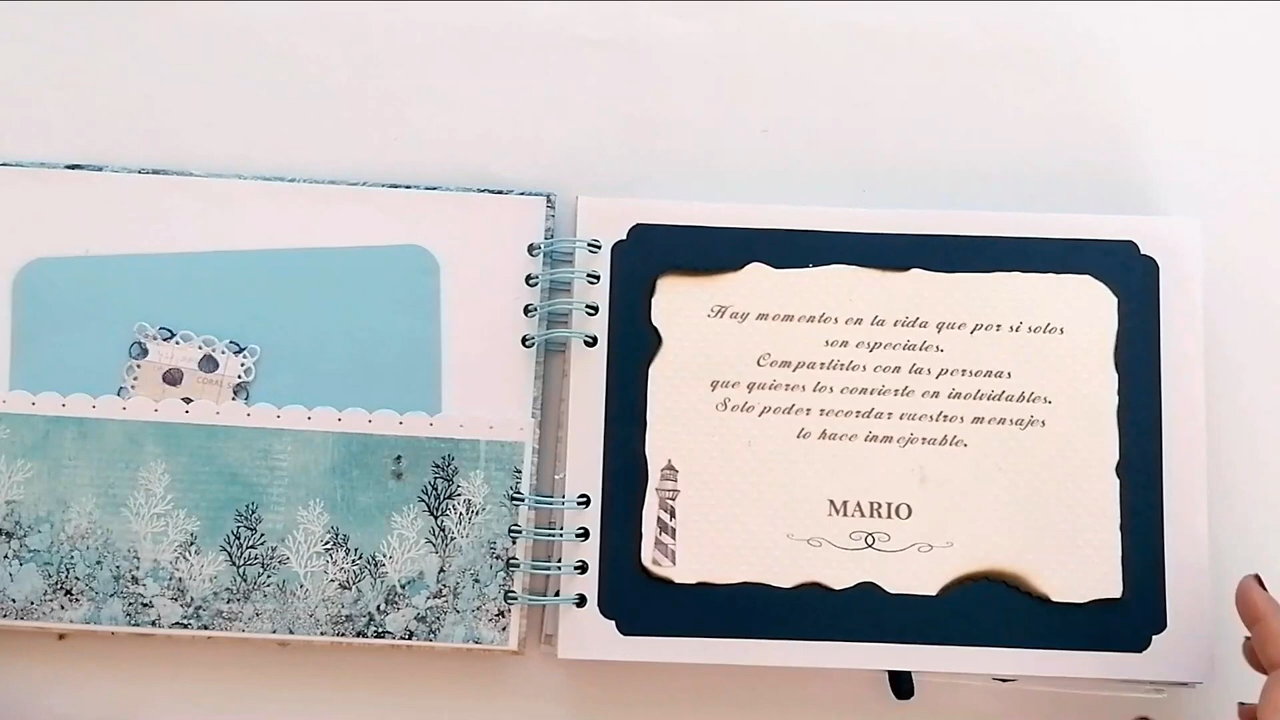 Hay momentos en la vida que por si solos
son especiales.
Compartirlos con las personas
que quieres los convierte en inolvidables.
Solo poder recordar vuestros mensajes
lo hace inmejorable.
MARIO
CORAL